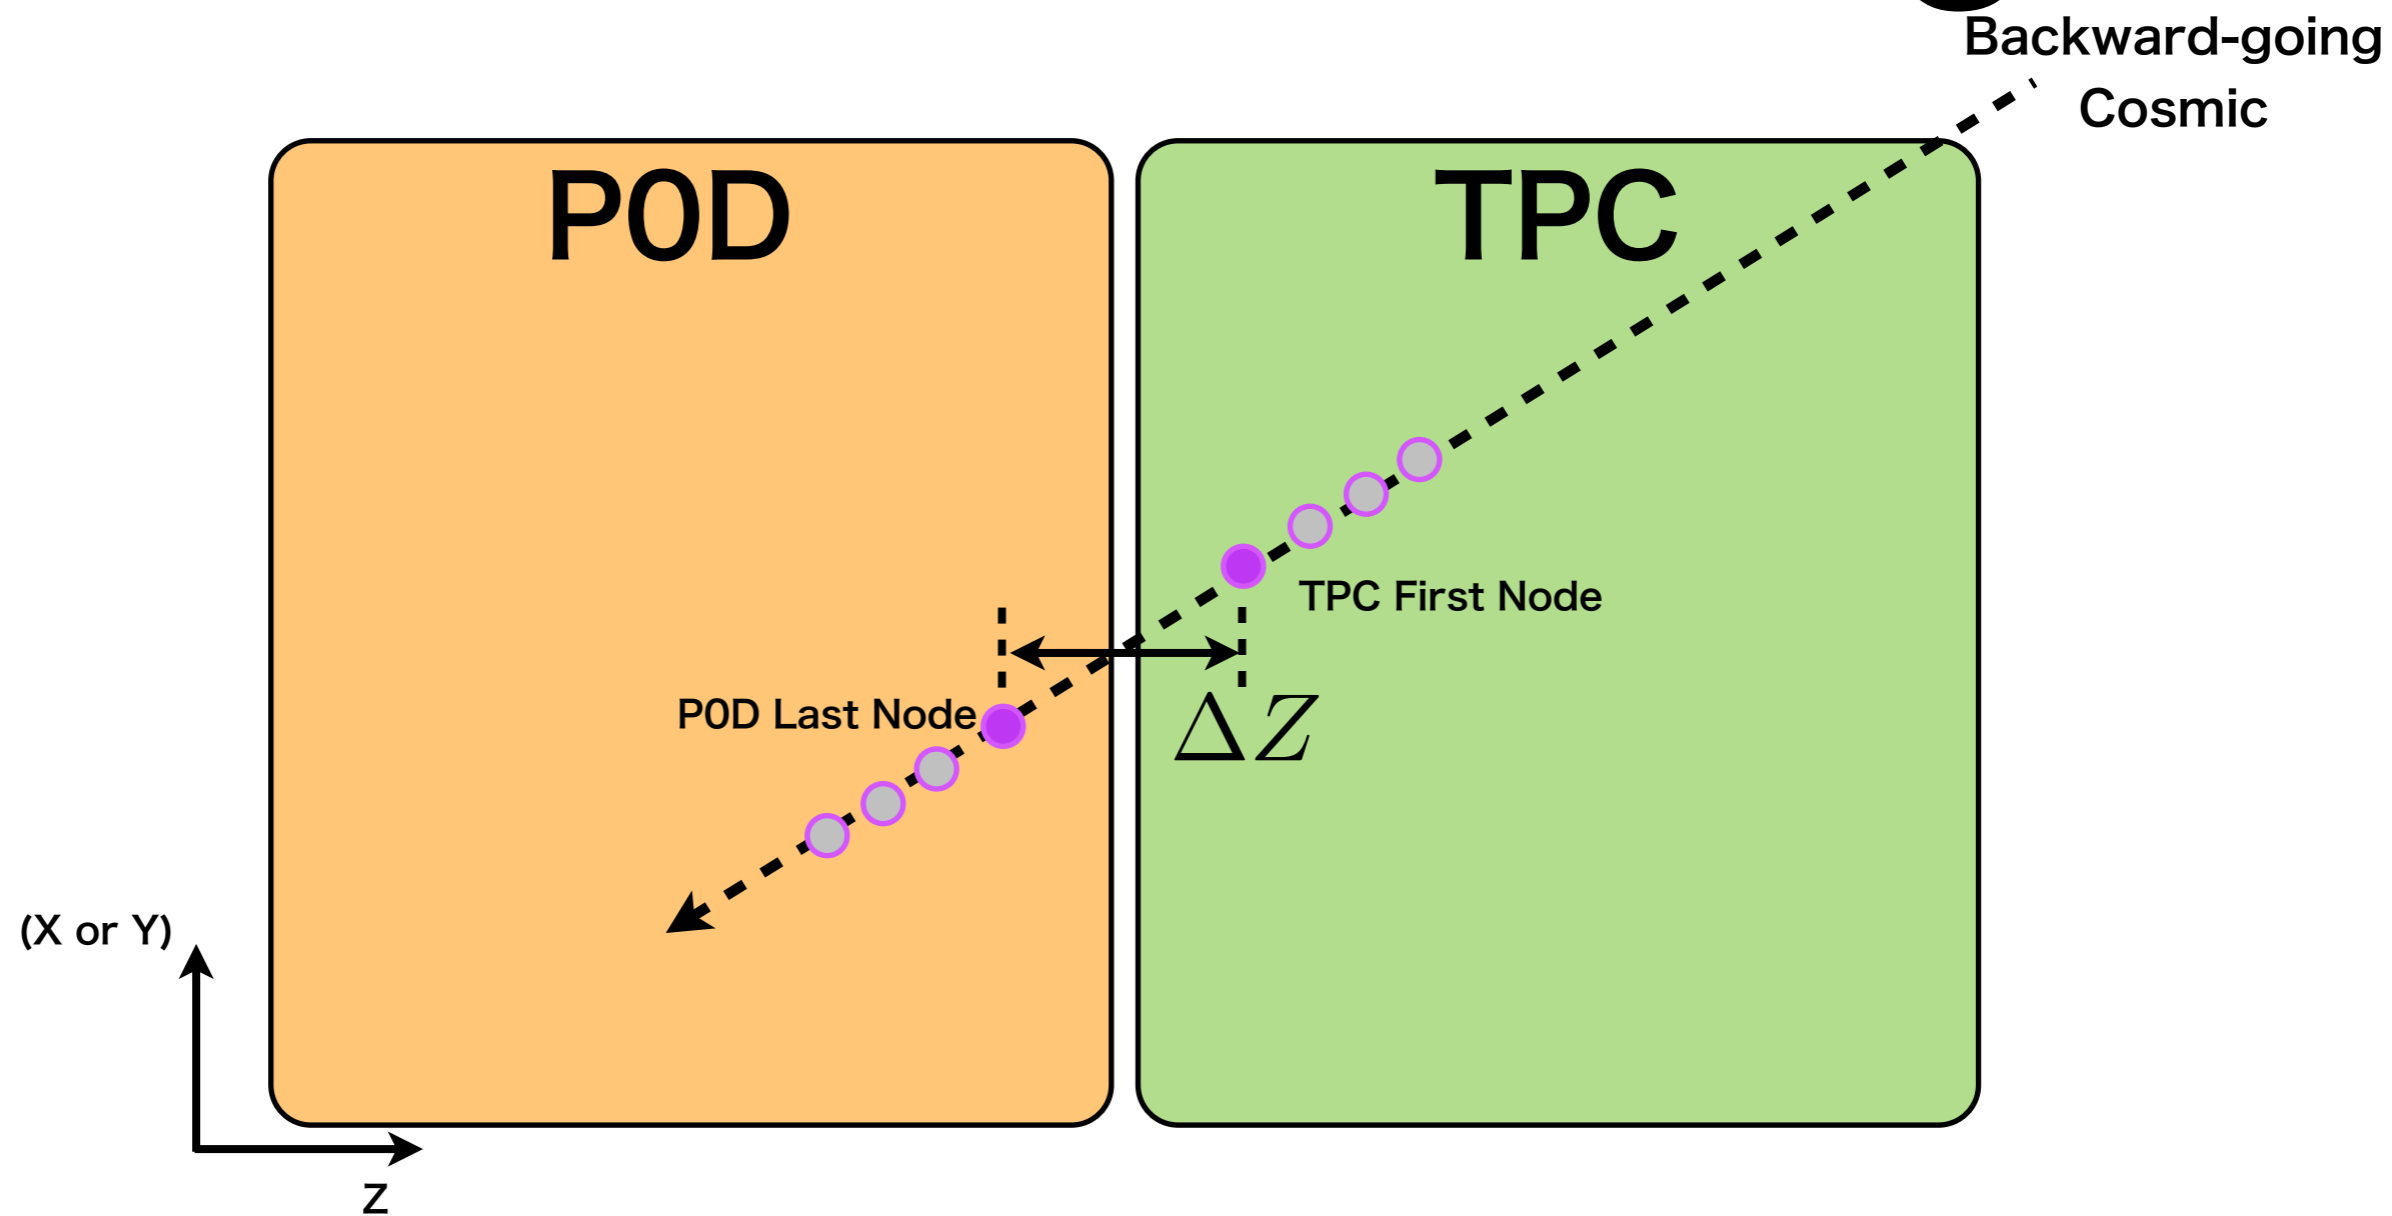 Backward-going
Cosmic
P0D
TPC
TPC First Node
P0D Last Node
ΔZ
(X or Y)
Z